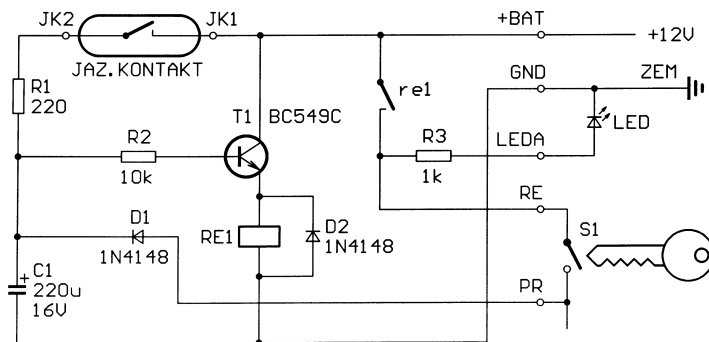 JK2
JK1
+BAT
+12V
JAZ.KONTAKT
R1
220
GND
ZEM
re1
T1
BC549C
LED
R2
10k
R3
1k
LEDA
RE
D1
1N4148
RE1
D2
1N4148
S1
C1
+
220u
16V
PR